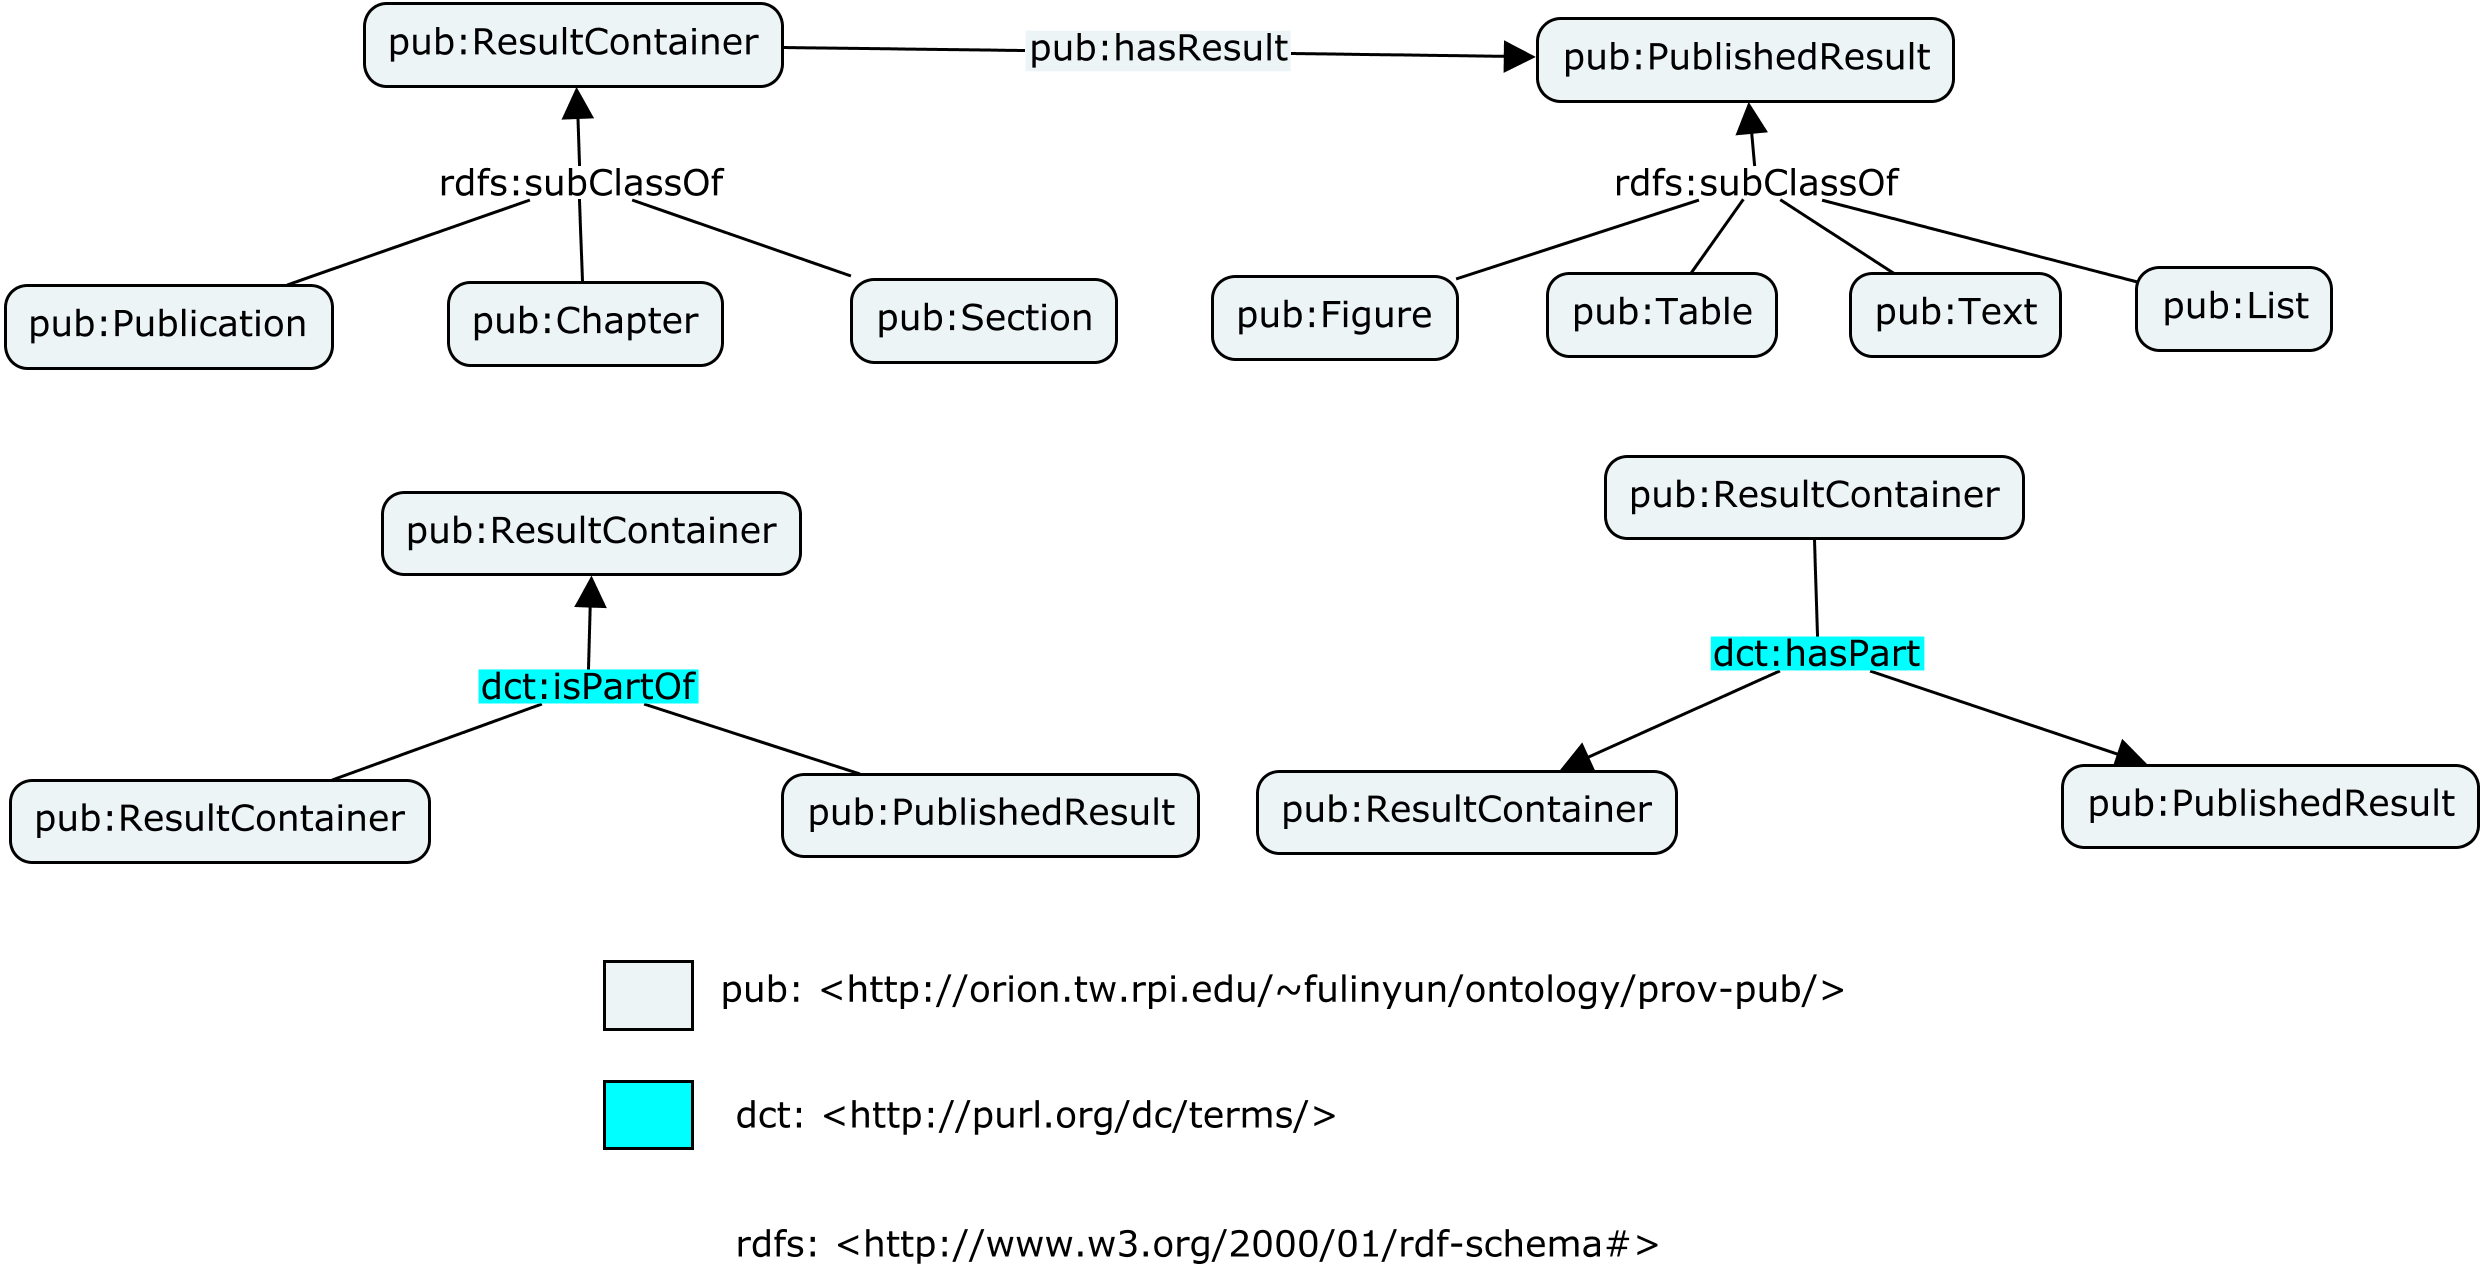 pub:ResultContainer
pub:hasResult
pub:PublishedResult
rdfs:subClassOf
rdfs:subClassOf
pub:Publication
pub:Chapter
pub:Section
pub:Figure
pub:Table
pub:Text
pub:List
pub:ResultContainer
pub:ResultContainer
dct:isPartOf
dct:hasPart
pub:ResultContainer
pub:PublishedResult
pub:ResultContainer
pub:PublishedResult
pub: <http://orion.tw.rpi.edu/~fulinyun/ontology/prov-pub/>
dct: <http://purl.org/dc/terms/>
rdfs: <http://www.w3.org/2000/01/rdf-schema#>